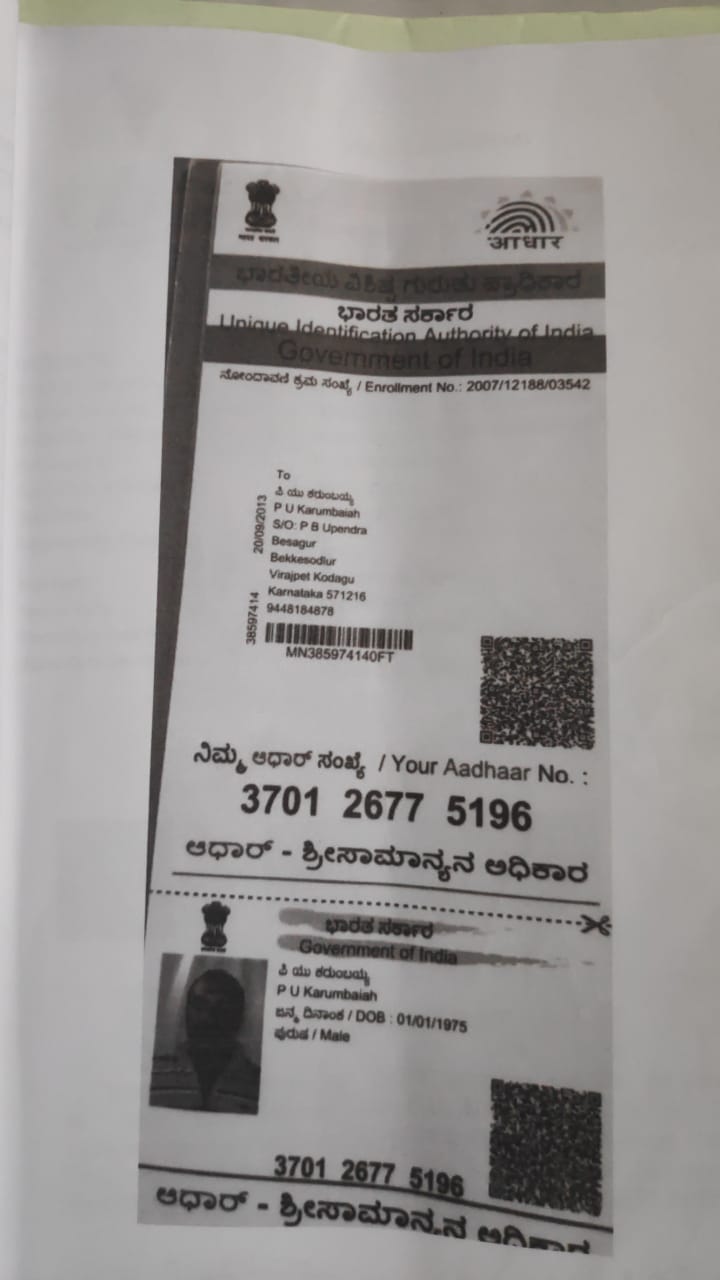 भारत सरकार
आधार
ಭಾರತೀಯ ವಿಶಿಷ್ಟ ಗುರುತು ಪ್ರಾಧಿಕಾರ
ಭಾರತ ಸರ್ಕಾರ
Unique Identification Authority of India
Government of India
ನೋಂದಾವಣಿ ಕ್ರಮ ಸಂಖ್ಯೆ / Enrollment No.: 2007/12188/03542
To
ಪಿ ಯು ಕರುಂಬಯ್ಯ
P U Karumbaiah
S/O: P B Upendra
Besagur
Bekkesodlur
Virajpet Kodagu
Karnataka 571216
9448184878
20/09/2013
38597414
MN385974140FT
ನಿಮ್ಮ ಆಧಾರ್ ಸಂಖ್ಯೆ / Your Aadhaar No. :
3701 2677 5196
ಆಧಾರ್ - ಶ್ರೀಸಾಮಾನ್ಯನ ಅಧಿಕಾರ
ಭಾರತ ಸರ್ಕಾರ
Government of India
ಪಿ ಯು ಕರುಂಬಯ್ಯ
P U Karumbaiah
ಜನ್ಮ ದಿನಾಂಕ / DOB : 01/01/1975
ಪುರುಷ / Male
3701 2677 5196
ಆಧಾರ್ - ಶ್ರೀಸಾಮಾನ್ಯನ ಅಧಿಕಾರ